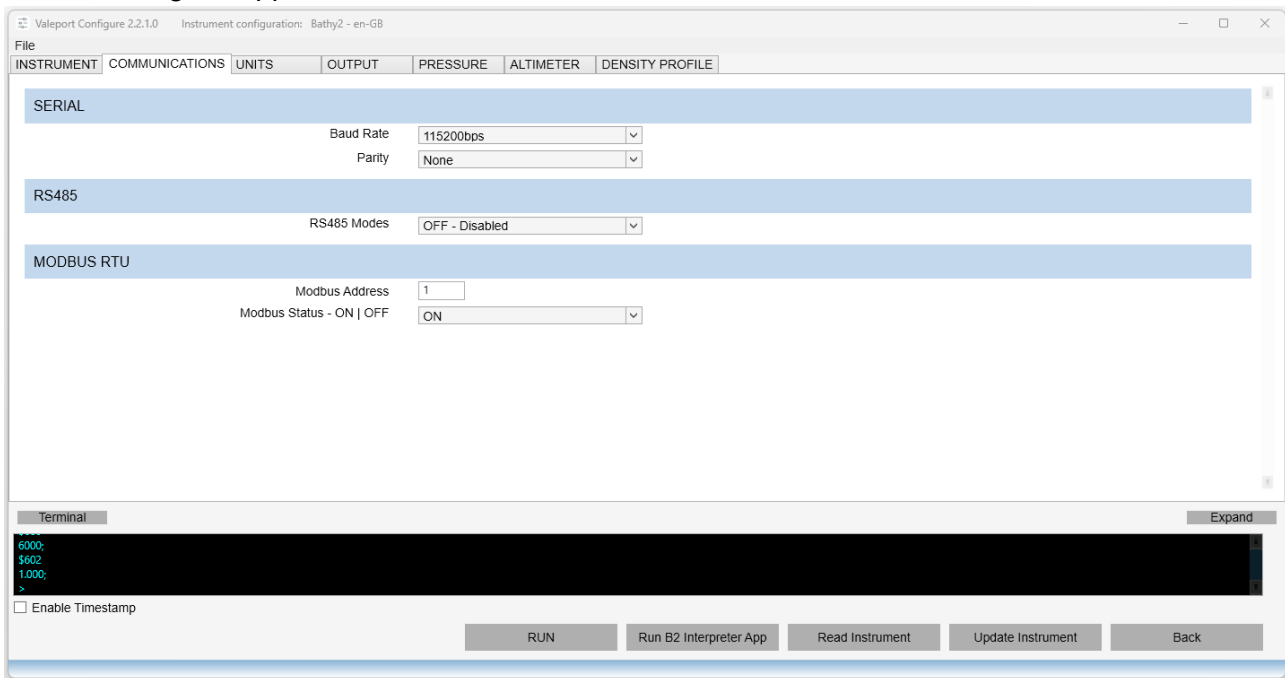 Valeport Configure 2.2.1.0 Instrument configuration: Bathy2 - en-GB
File
INSTRUMENT COMMUNICATIONS UNITS OUTPUT PRESSURE ALTIMETER DENSITY PROFILE
SERIAL
Baud Rate 115200bps
Parity None
RS485
RS485 Modes OFF - Disabled
MODBUS RTU
Modbus Address 1
Modbus Status - ON | OFF ON
Terminal Expand
6000;
$602
1.000;
>
Enable Timestamp
RUN Run B2 Interpreter App Read Instrument Update Instrument Back